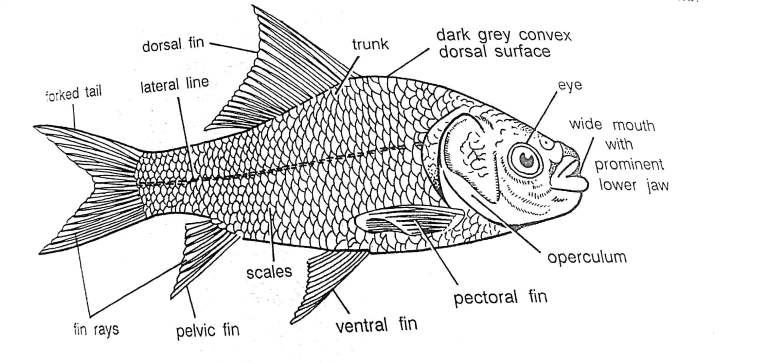 dorsal fin
trunk
dark grey convex
dorsal surface
forked tail
lateral line
eye
wide mouth
with
prominent
lower jaw
operculum
scales
pectoral fin
fin rays
pelvic fin
ventral fin